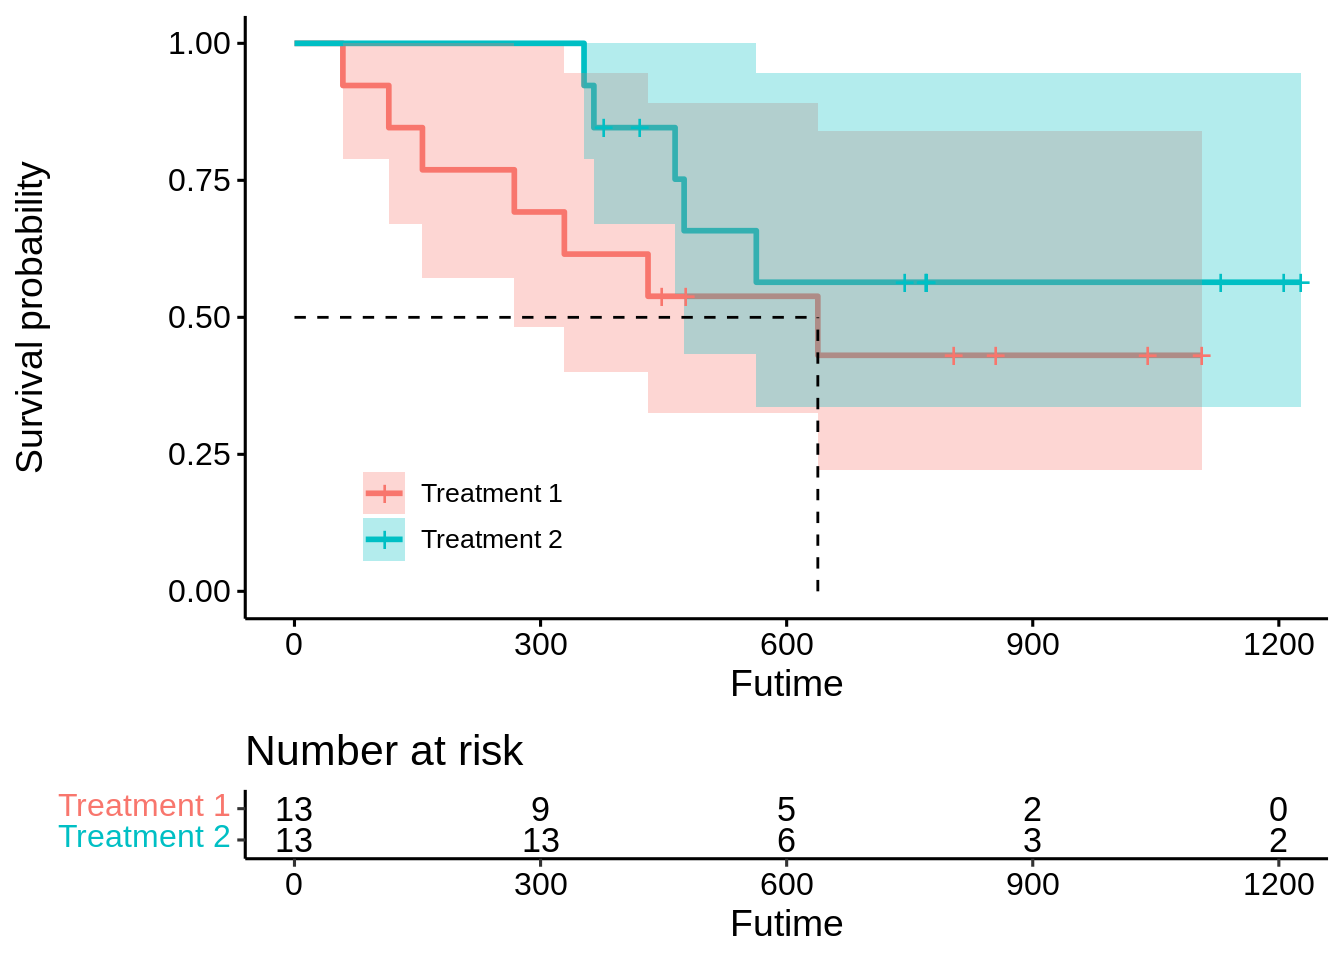 Survival probability
1.00
0.75
0.50
0.25
0.00
Treatment 1
Treatment 2
0 300 600 900 1200
Futime
Number at risk
Treatment 1 13 9 5 2 0
Treatment 2 13 13 6 3 2
0 300 600 900 1200
Futime